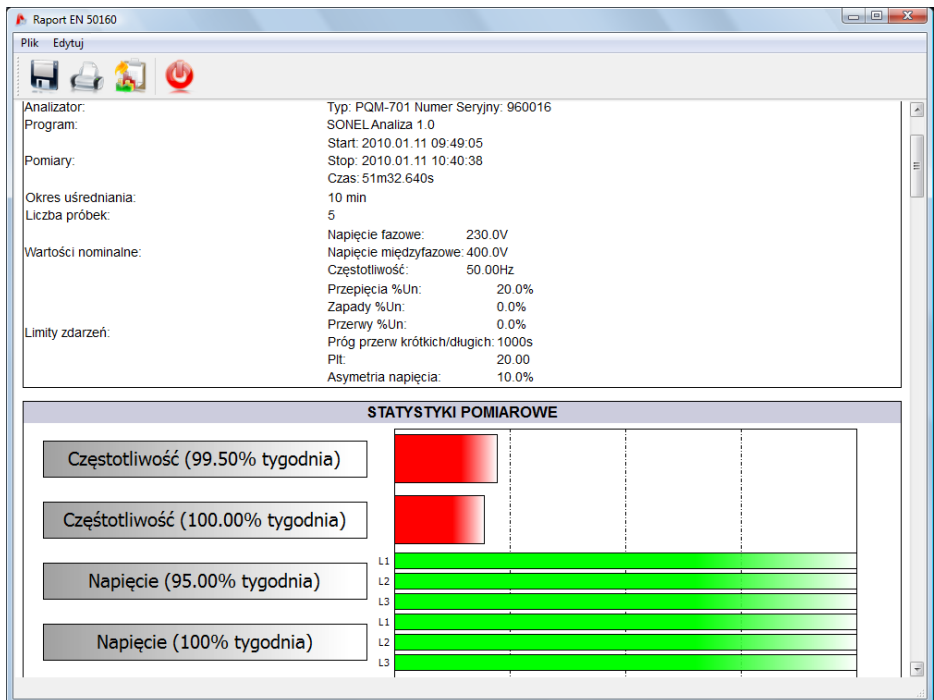 Raport EN 50160
Plik Edytuj
Analizator: Typ: PQM-701 Numer Seryjny: 960016
Program: SONEL Analiza 1.0
Start: 2010.01.11 09:49:05
Pomiary: Stop: 2010.01.11 10:40:38
Czas: 51m32.640s
Okres uśredniania: 10 min
Liczba próbek: 5
Napięcie fazowe: 230.0V
Wartości nominalne: Napięcie międzyfazowe: 400.0V
Częstotliwość: 50.00Hz
Przepięcia %Un: 20.0%
Zapady %Un: 0.0%
Przerwy %Un: 0.0%
Limity zdarzeń:
Próg przerw krótkich/długich: 1000s
Plt: 20.00
Asymetria napięcia: 10.0%
STATYSTYKI POMIAROWE
Częstotliwość (99.50% tygodnia)
Częśtotliwość (100.00% tygodnia)
L1
Napięcie (95.00% tygodnia) L2
L3
L1
Napięcie (100% tygodnia) L2
L3